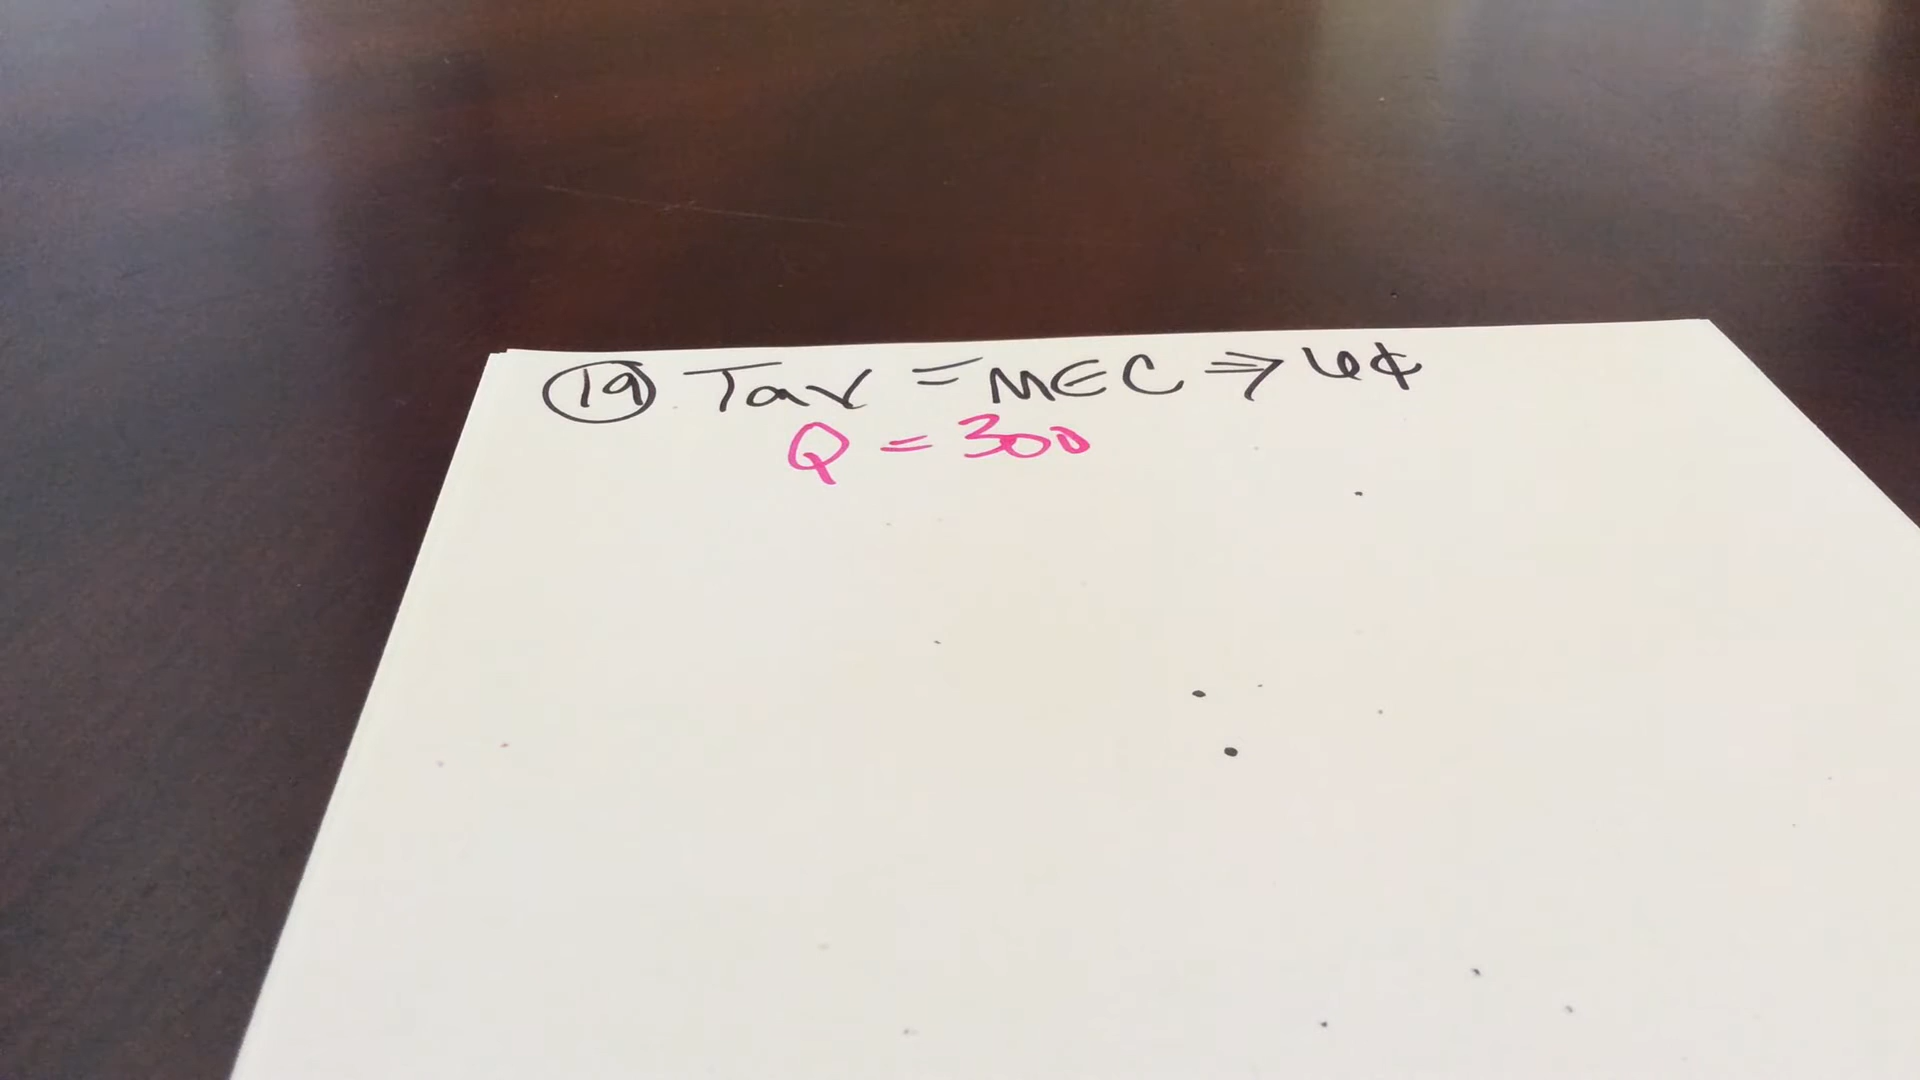 19 Tax = MEC ⇒ 6¢
Q = 300